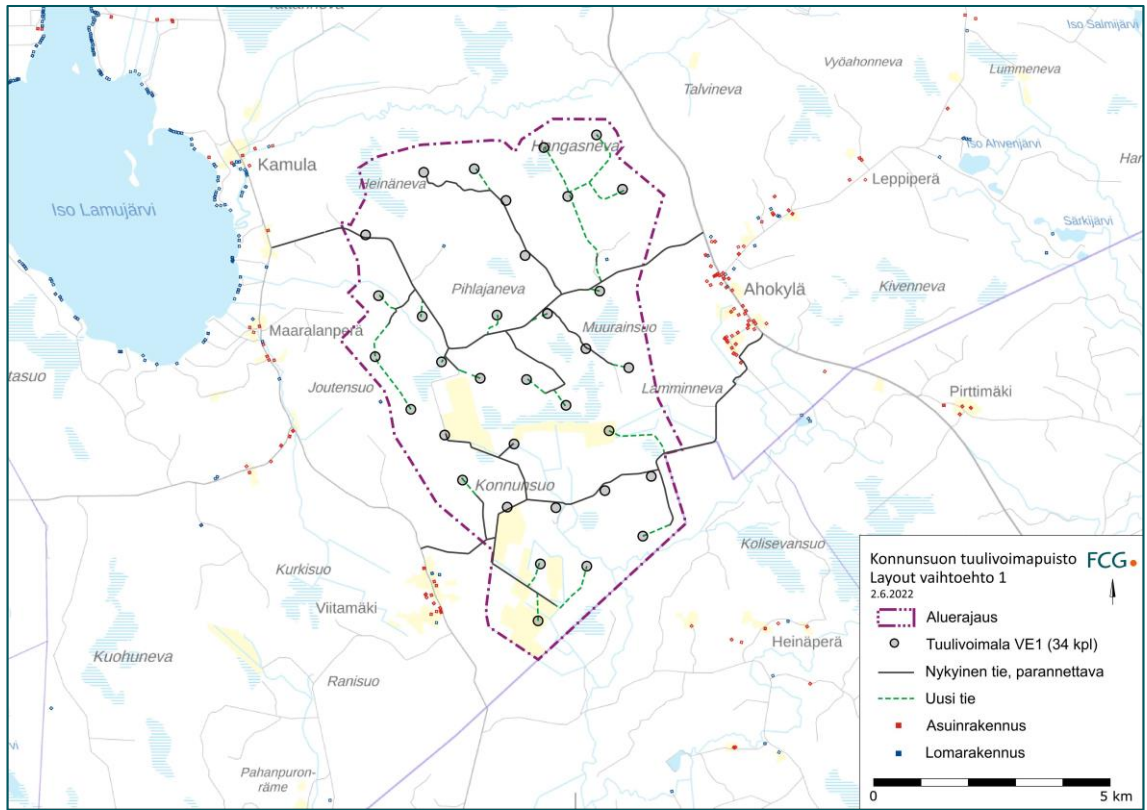 Tattarinneva
Iso Salmijärvi
Vyöahonneva
Lummeneva
Talvineva
Hangasneva
Iso Ahvenjärvi
Kamula
Leppiperä
Heinäneva
Iso Lamujärvi
Särkijärvi
Ahokylä
Kivenneva
Pihlajaneva
Maaralanperä
Muurainsuo
tasuo
Joutensuo
Lamminneva
Pirttimäki
Konnunsuo
Kolisevansuo
Kurkisuo
Viitamäki
Heinäperä
Kuohuneva
Ranisuo
Pahanpuron-
räme
Konnunsuon tuulivoimapuisto
FCG
Layout vaihtoehto 1
2.6.2022
Aluerajaus
Tuulivoimala VE1 (34 kpl)
Nykyinen tie, parannettava
Uusi tie
Asuinrakennus
Lomarakennus
0 5 km